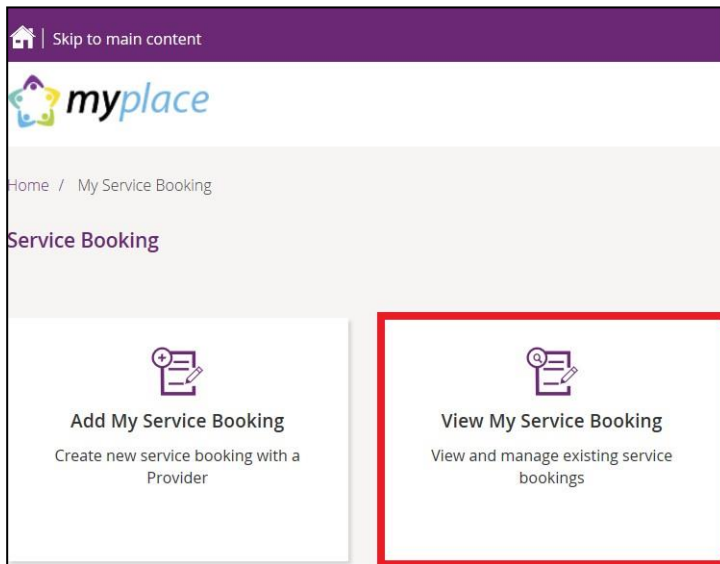 Skip to main content
myplace
Home / My Service Booking
Service Booking
Add My Service Booking
Create new service booking with a
Provider
View My Service Booking
View and manage existing service
bookings